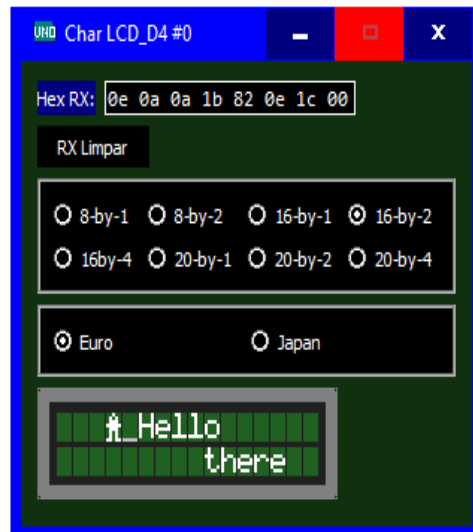 UNO Char LCD_D4 #0
Hex RX: 0e 0a 0a 1b 82 0e 1c 00
RX Limpar
8-by-1 8-by-2 16-by-1 16-by-2
16by-4 20-by-1 20-by-2 20-by-4
Euro Japan
_Hello
there